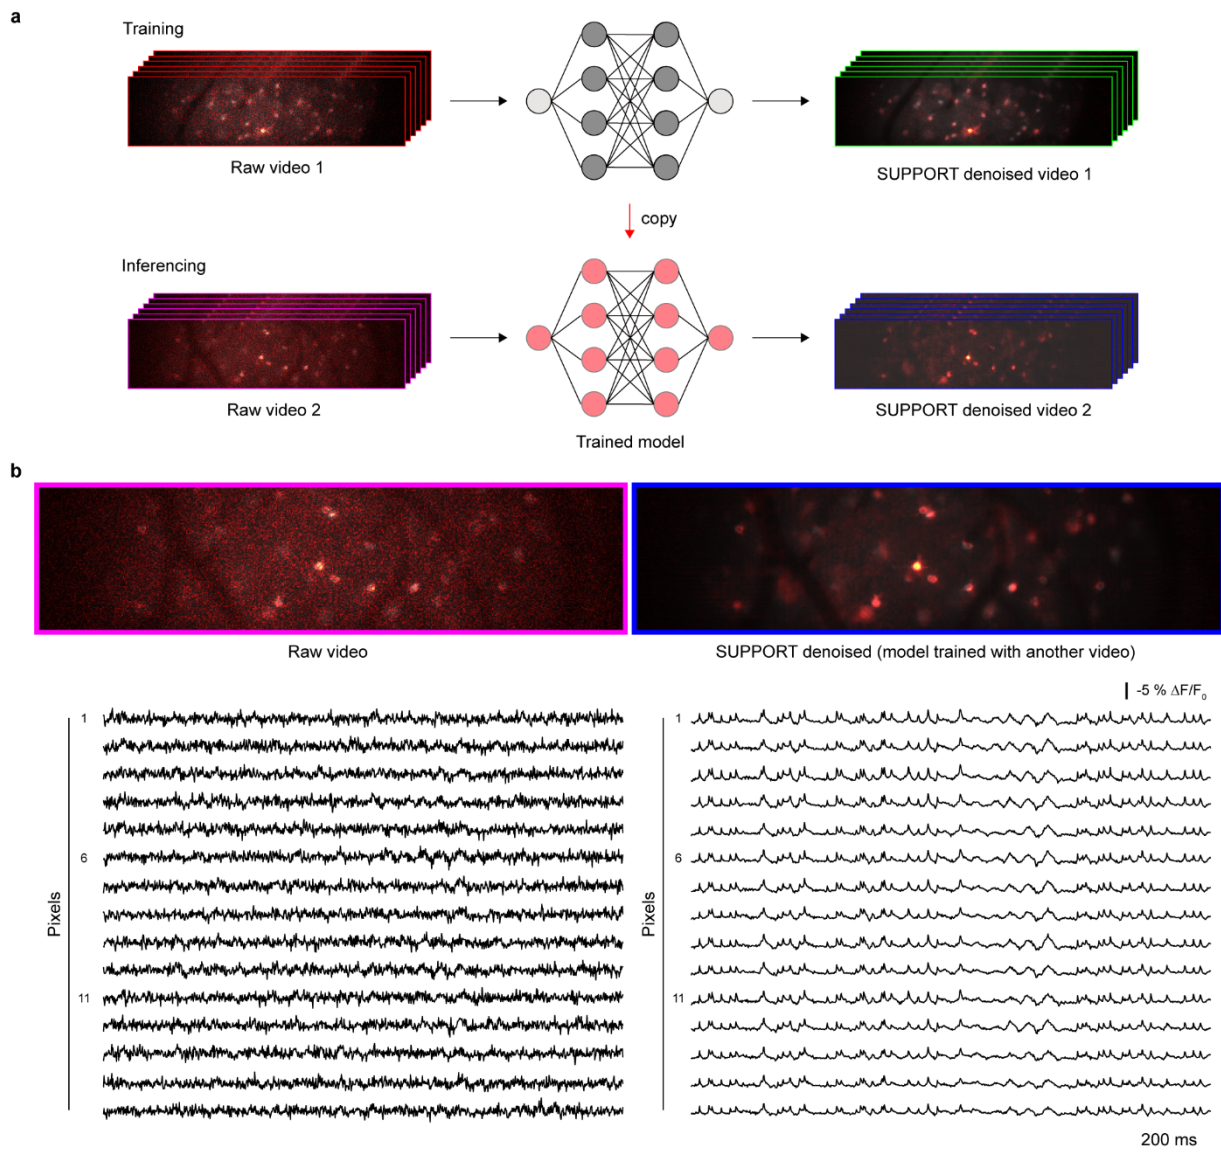 a
Training
Raw video 1
SUPPORT denoised video 1
copy
Inferencing
Raw video 2
SUPPORT denoised video 2
Trained model
b
Raw video
SUPPORT denoised (model trained with another video)
-5 % ΔF/F₀
1
6
11
Pixels
1
6
11
Pixels
200 ms